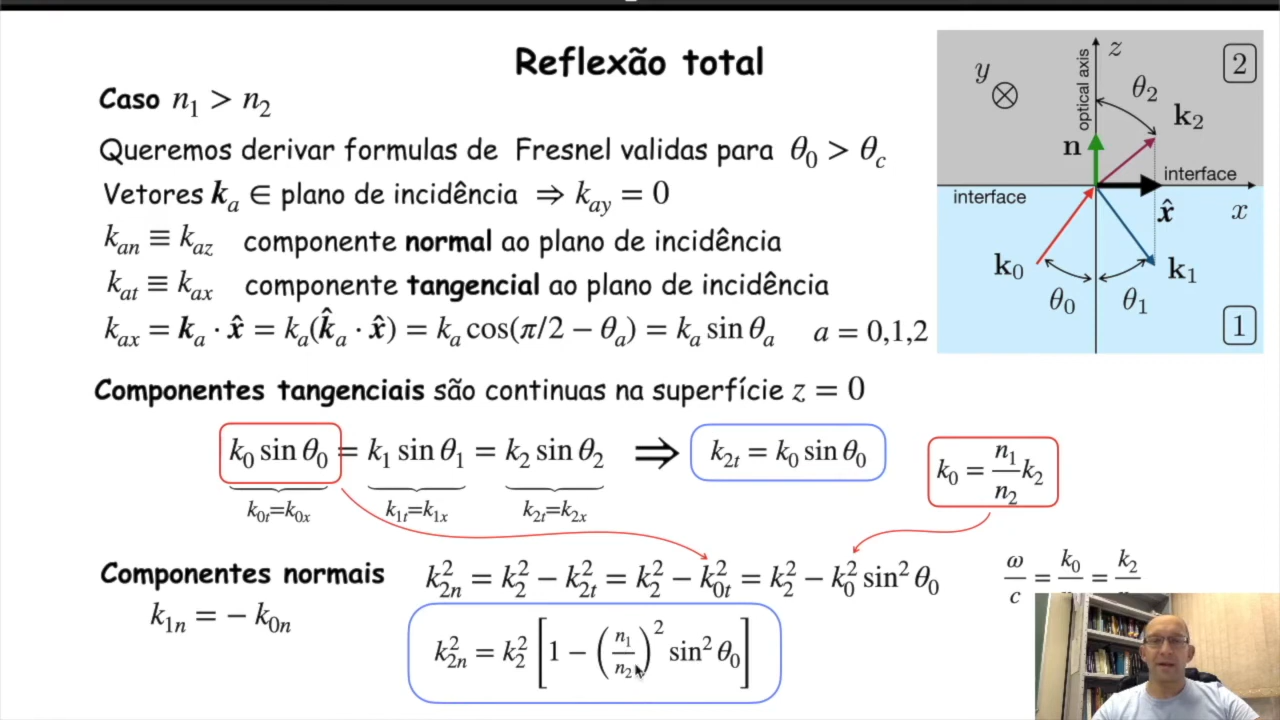 Reflexão total
Caso n₁ > n₂
Queremos derivar formulas de Fresnel validas para θ₀ > θ_c
Vetores k_a ∈ plano de incidência ⇒ k_ay = 0
k_an ≡ k_az componente normal ao plano de incidência
k_at ≡ k_ax componente tangencial ao plano de incidência
k_ax = k_a · x̂ = k_a(k̂_a · x̂) = k_a cos(π/2 − θ_a) = k_a sin θ_a a = 0,1,2
z
2
y
optical axis
θ₂
k₂
n
interface
interface
x̂
x
k₀
k₁
θ₀
θ₁
1
Componentes tangenciais são continuas na superfície z = 0
k₀ sin θ₀ = k₁ sin θ₁ = k₂ sin θ₂ ⇒ k₂t = k₀ sin θ₀
k₀t=k₀x k₁t=k₁x k₂t=k₂x
k₀ = n₁/n₂ k₂
Componentes normais k₂n² = k₂² − k₂t² = k₂² − k₀t² = k₂² − k₀² sin² θ₀
ω/c = k₀/ = k₂/
k₁n = − k₀n
k₂n² = k₂² [1 − (n₁/n₂)² sin² θ₀]